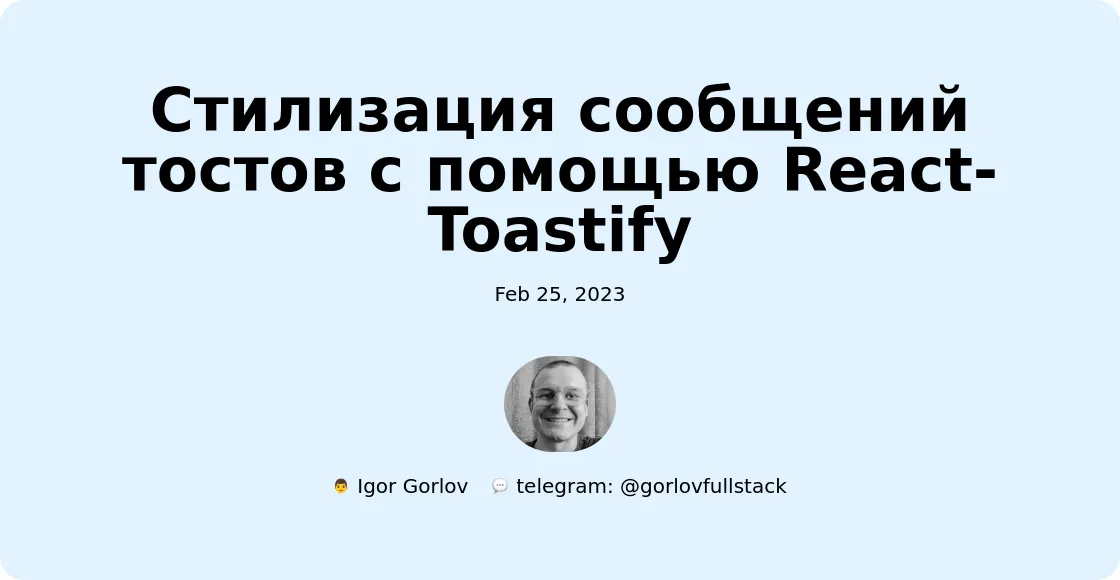 Стилизация сообщений
тостов с помощью React-
Toastify
Feb 25, 2023
Igor Gorlov telegram: @gorlovfullstack